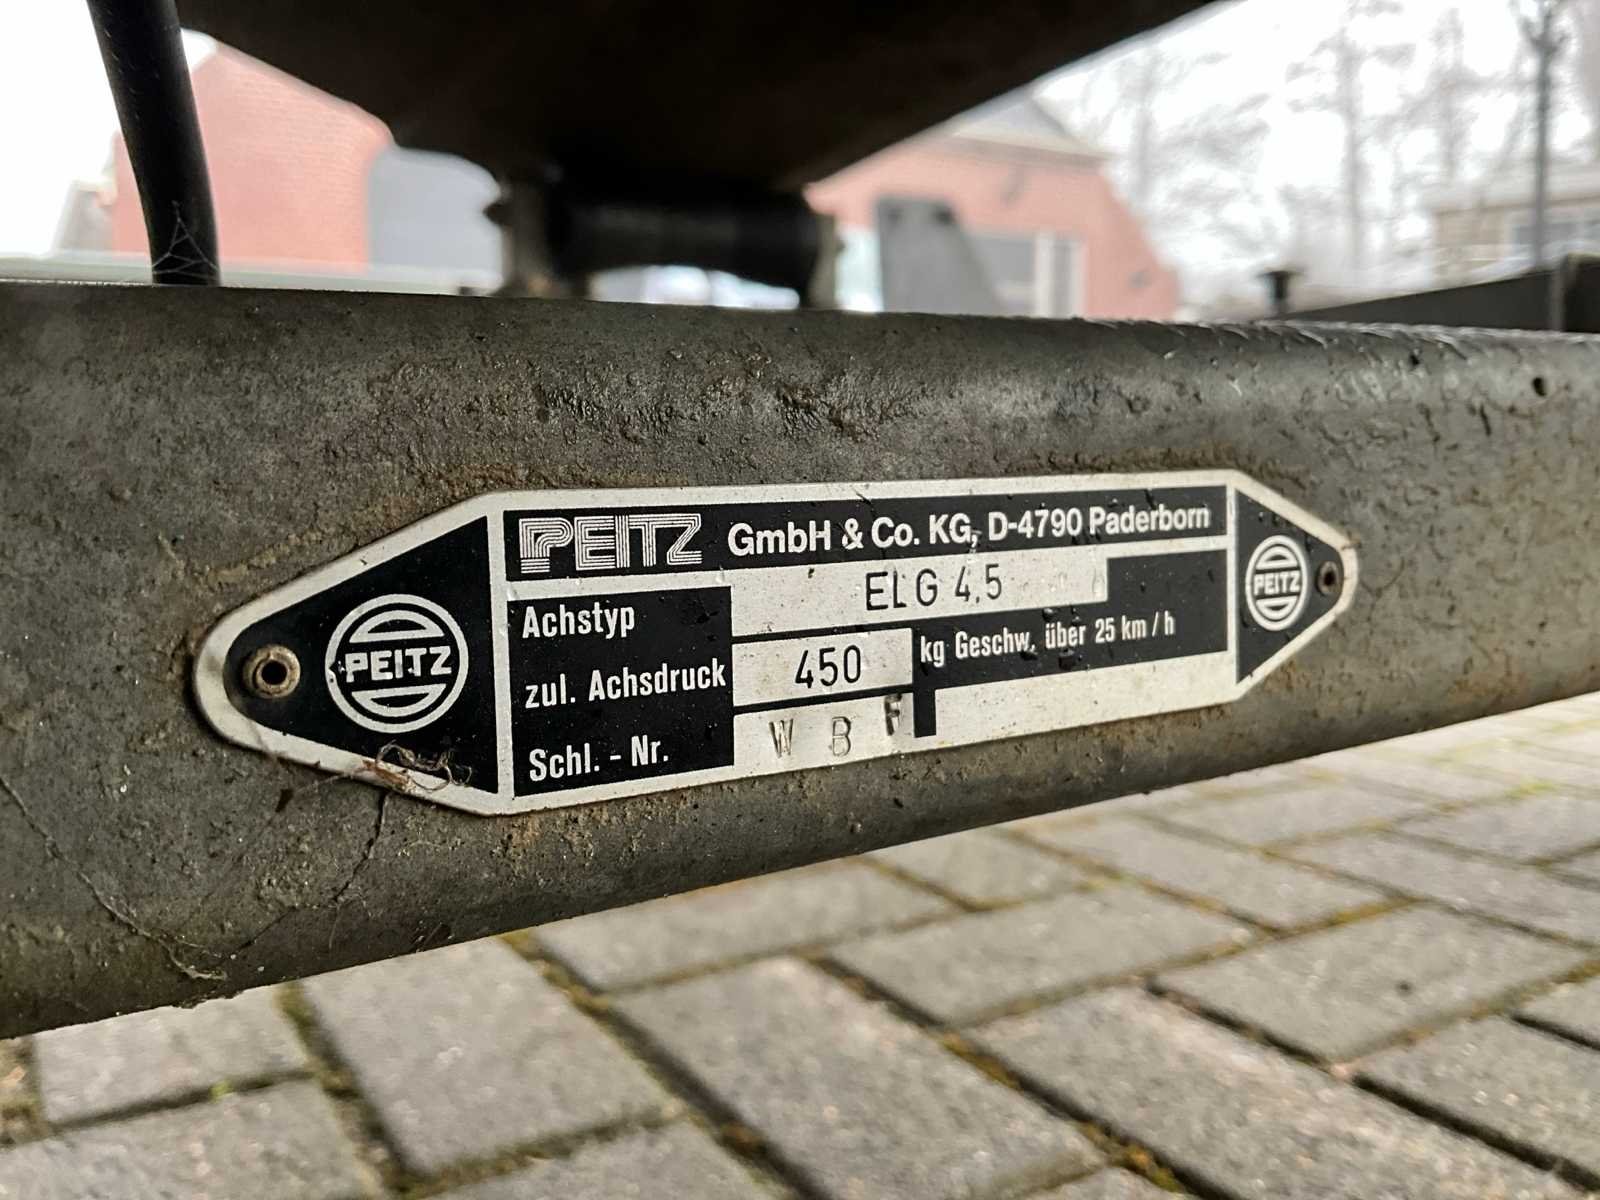 PEITZ GmbH & Co. KG, D-4790 Paderborn
PEITZ
PEITZ
Achstyp EL G 4.5
zul. Achsdruck 450 kg Geschw. über 25 km/h
Schl. - Nr. W B F